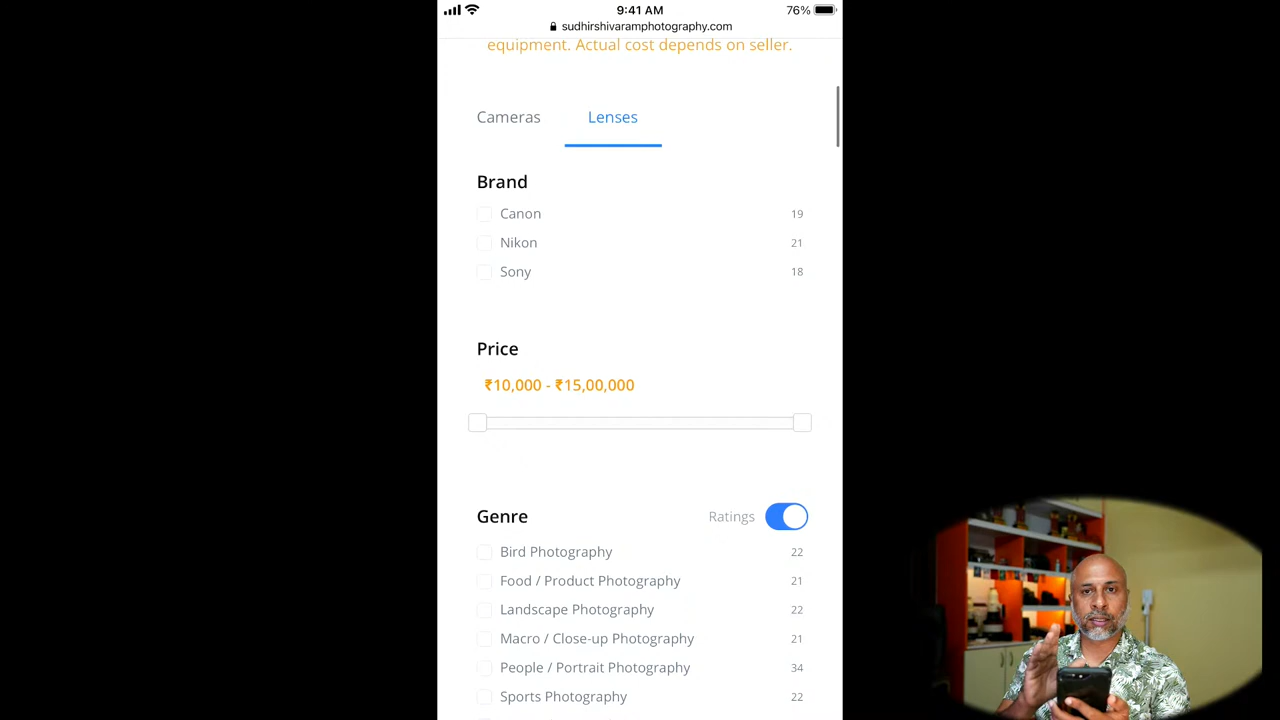 9:41 AM
76%
sudhirshivaramphotography.com
equipment. Actual cost depends on seller.
Cameras
Lenses
Brand
Canon 19
Nikon 21
Sony 18
Price
₹10,000 - ₹15,00,000
Genre Ratings
Bird Photography 22
Food / Product Photography 21
Landscape Photography 22
Macro / Close-up Photography 21
People / Portrait Photography 34
Sports Photography 22